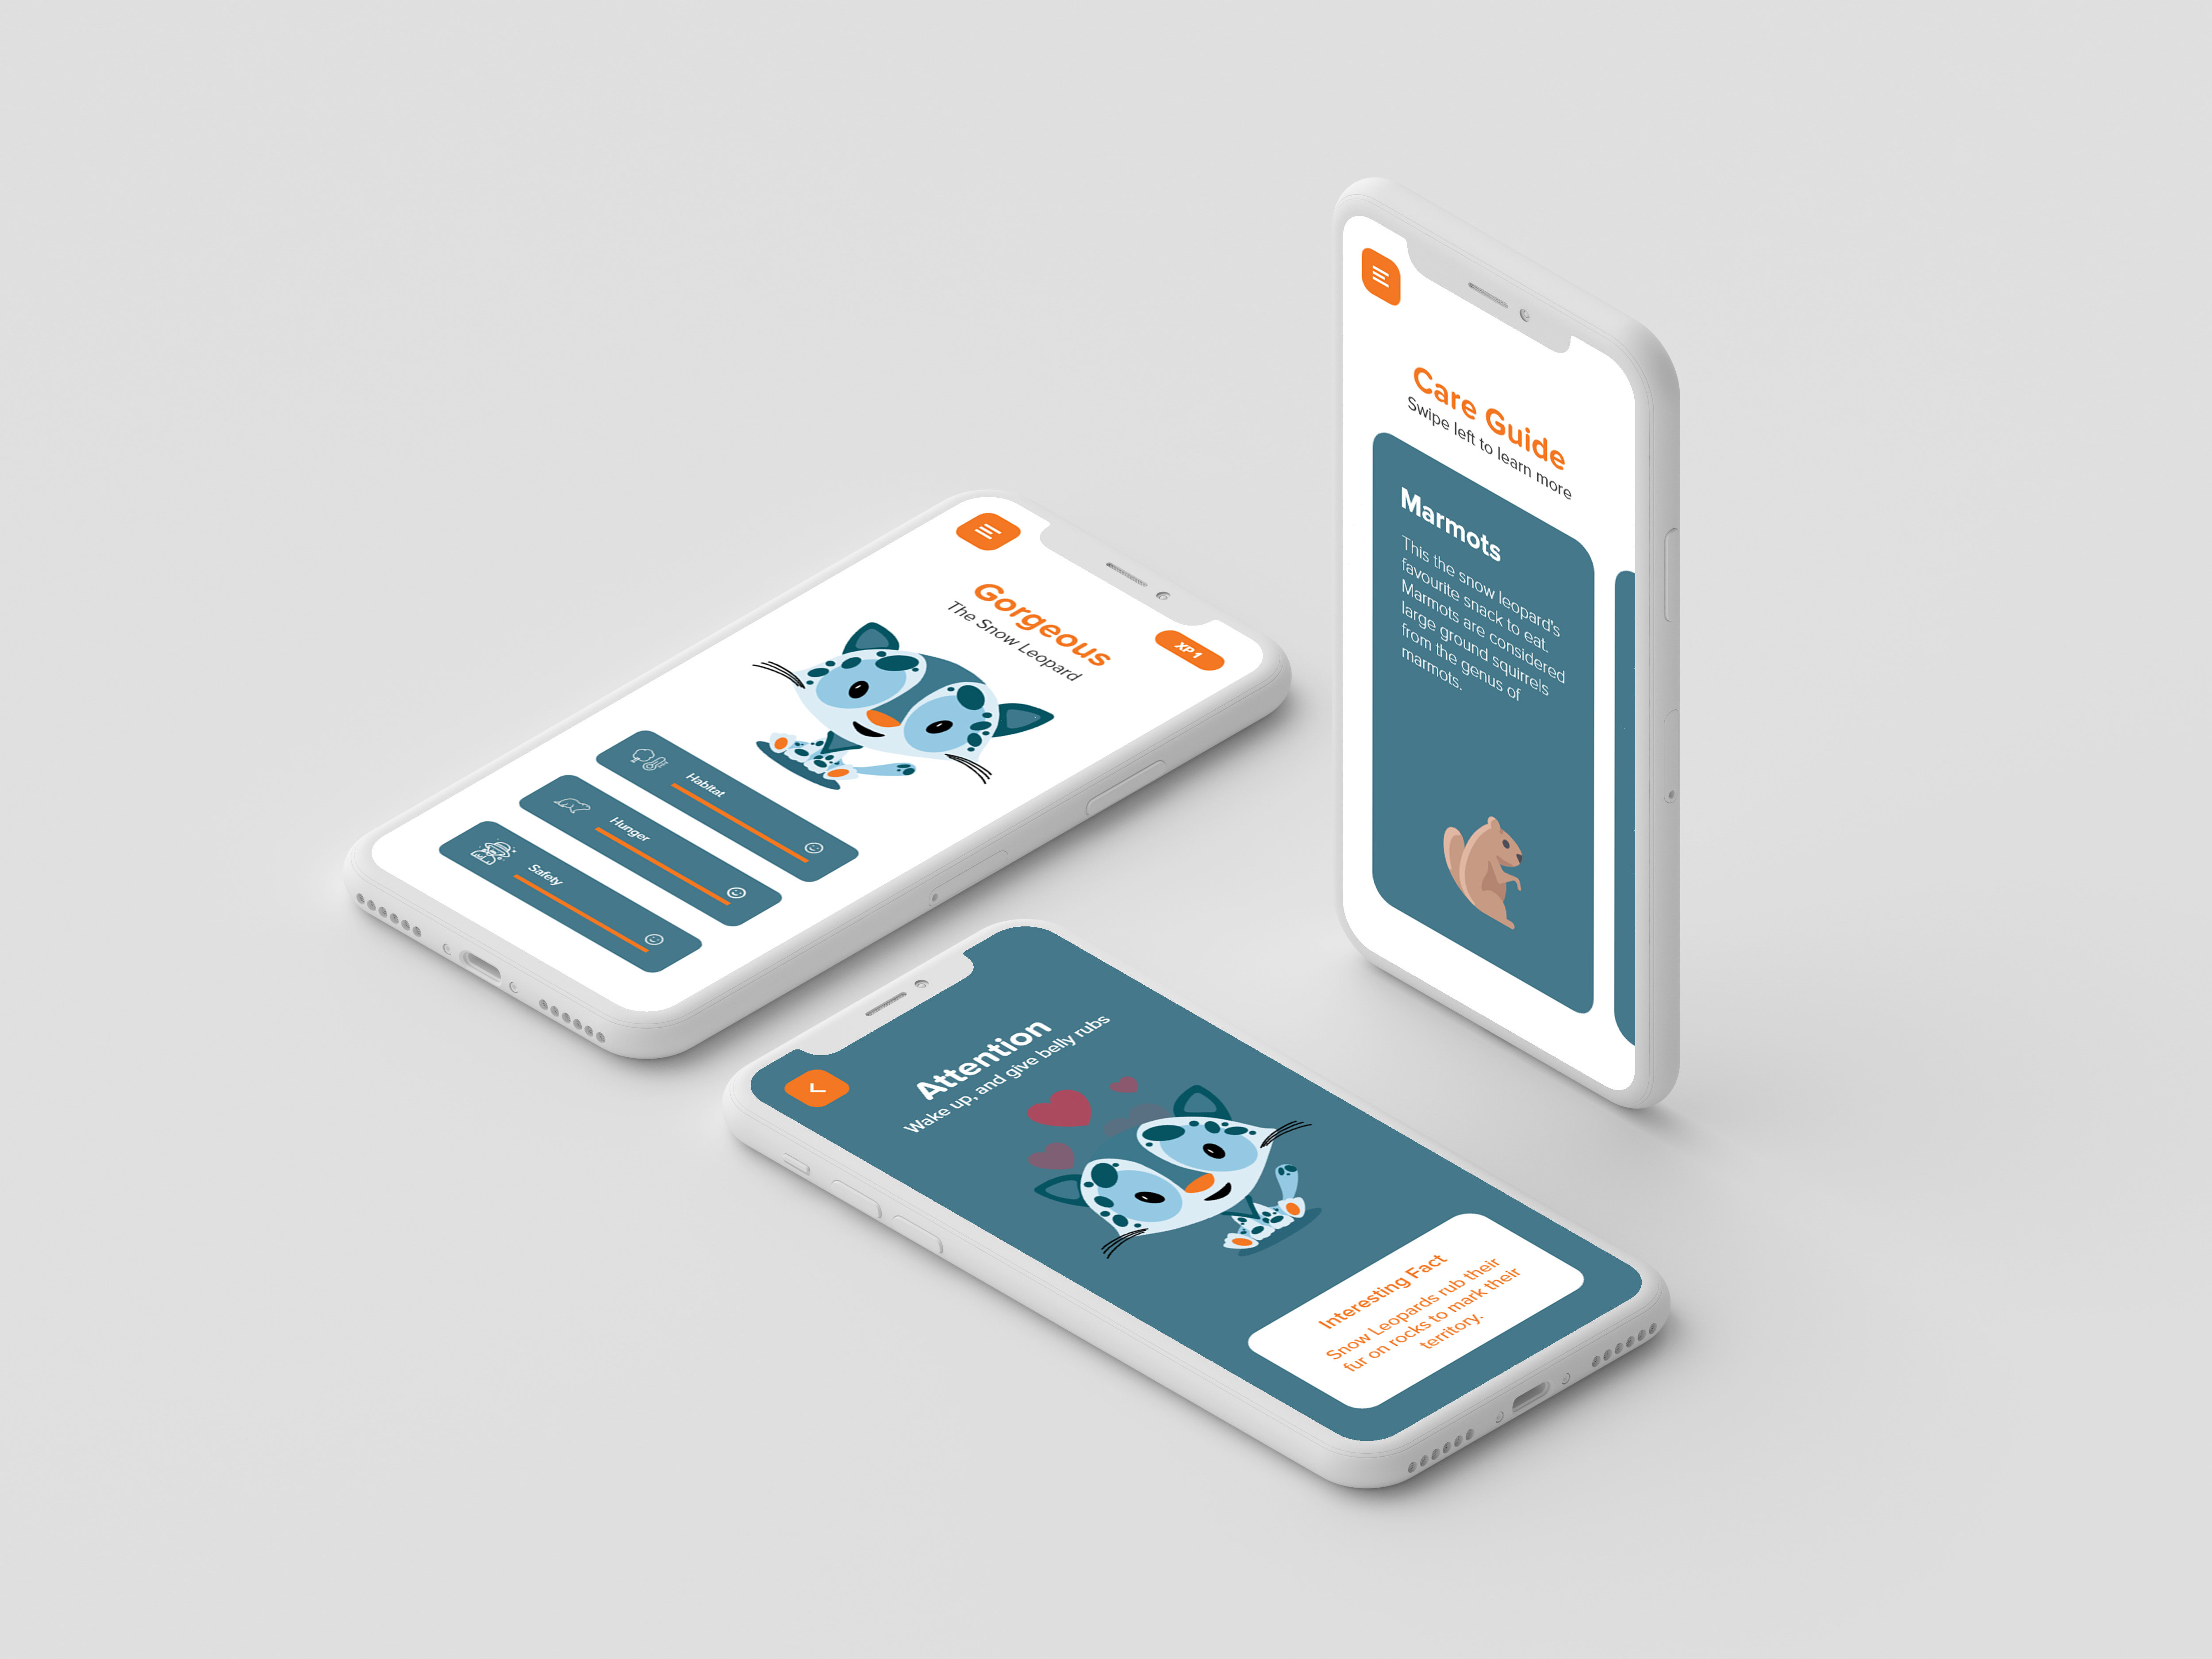 Gorgeous
The Snow Leopard
XP 1
Habitat
Hunger
Safety
Care Guide
Swipe left to learn more
Marmots
This the snow leopard's
favourite snack to eat.
Marmots are considered
large ground squirrels
from the genus of
marmots.
Attention
Wake up, and give belly rubs
Interesting Fact
Snow Leopards rub their
fur on rocks to mark their
territory.